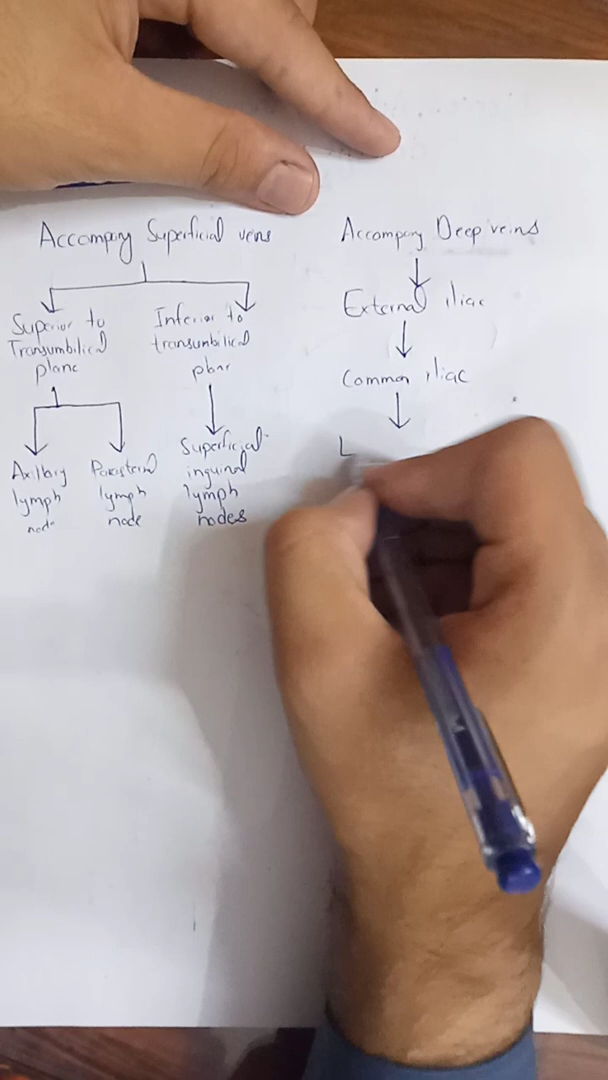 Accompany Superficial veins
Accompany Deep veins
Superior to
Transumbilical
plane
Inferior to
transumbilical
plane
External iliac
Common iliac
Axillary
lymph
node
Parasternal
lymph
node
Superficial
inguinal
lymph
nodes
L